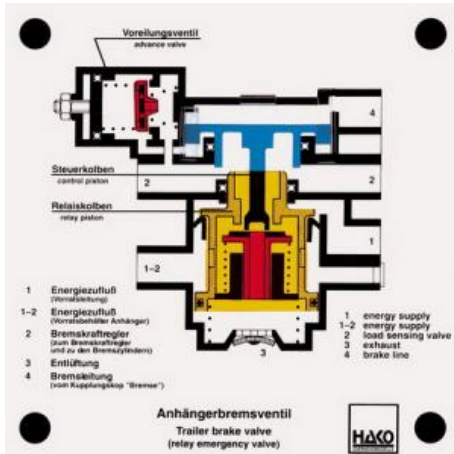 Voreilungsventil
advance valve
4
Steuerkolben
control piston
2
2
Relaiskolben
relay piston
1
1–2
1 Energiezufluß
(Vorratsleitung)
1–2 Energiezufluß
(Vorratsbehälter Anhänger)
2 Bremskraftregler
(zum Bremskraftregler
und zu den Bremszylindern)
3 Entlüftung
4 Bremsleitung
(vom Kupplungskopf "Bremse")
3
1 energy supply
1–2 energy supply
2 load sensing valve
3 exhaust
4 brake line
Anhängerbremsventil
Trailer brake valve
(relay emergency valve)
HAKO